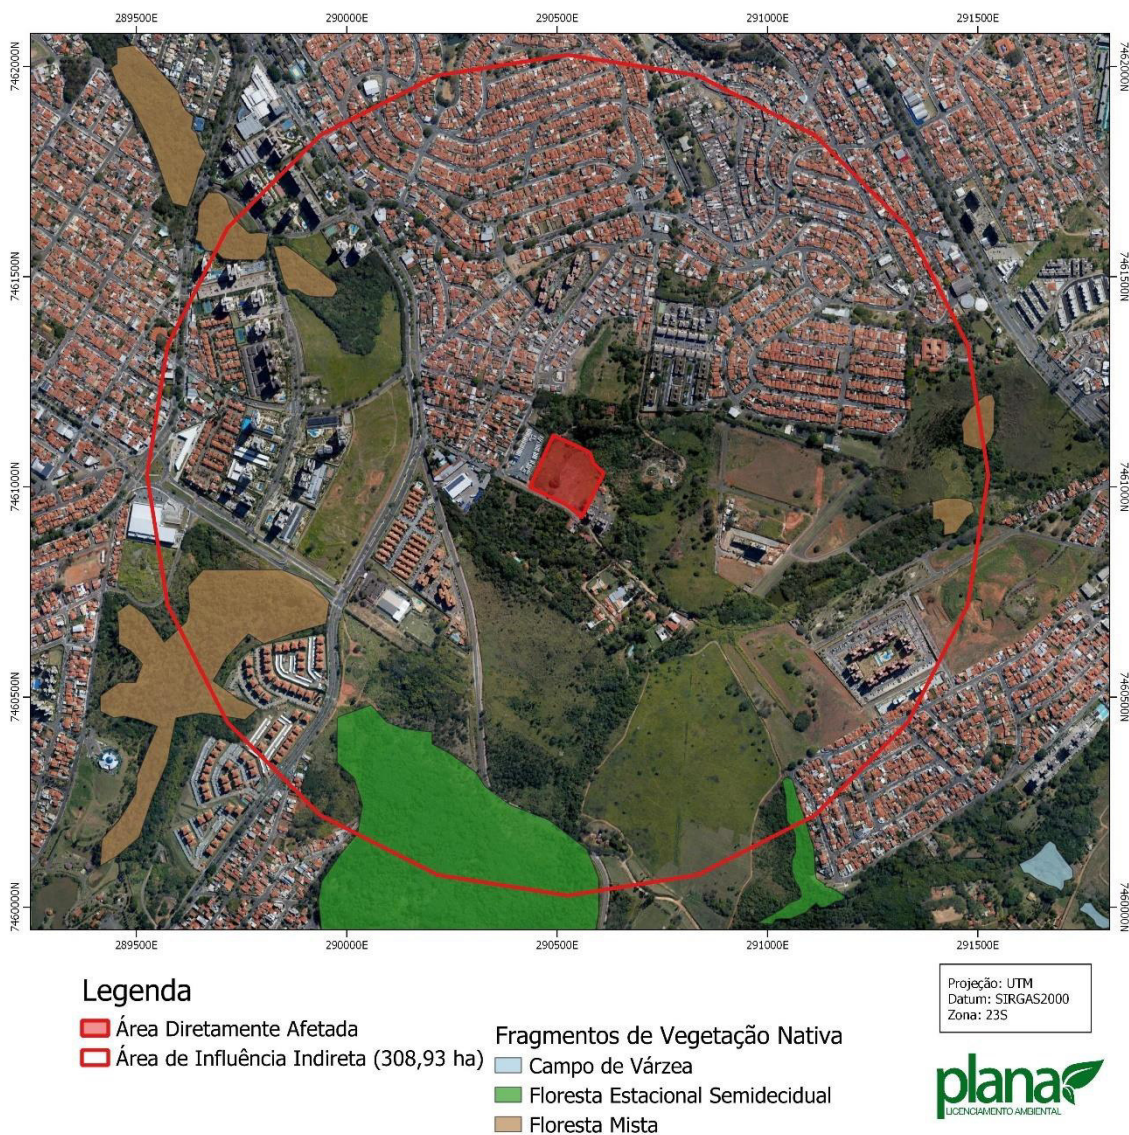 289500E 290000E 290500E 291000E 291500E
7462000N 7462000N
7461500N 7461500N
7461000N 7461000N
7460500N 7460500N
7460000N 7460000N
289500E 290000E 290500E 291000E 291500E
Legenda
Área Diretamente Afetada
Área de Influência Indireta (308,93 ha)
Fragmentos de Vegetação Nativa
Campo de Várzea
Floresta Estacional Semidecidual
Floresta Mista
Projeção: UTM
Datum: SIRGAS2000
Zona: 23S
plana
LICENCIAMENTO AMBIENTAL